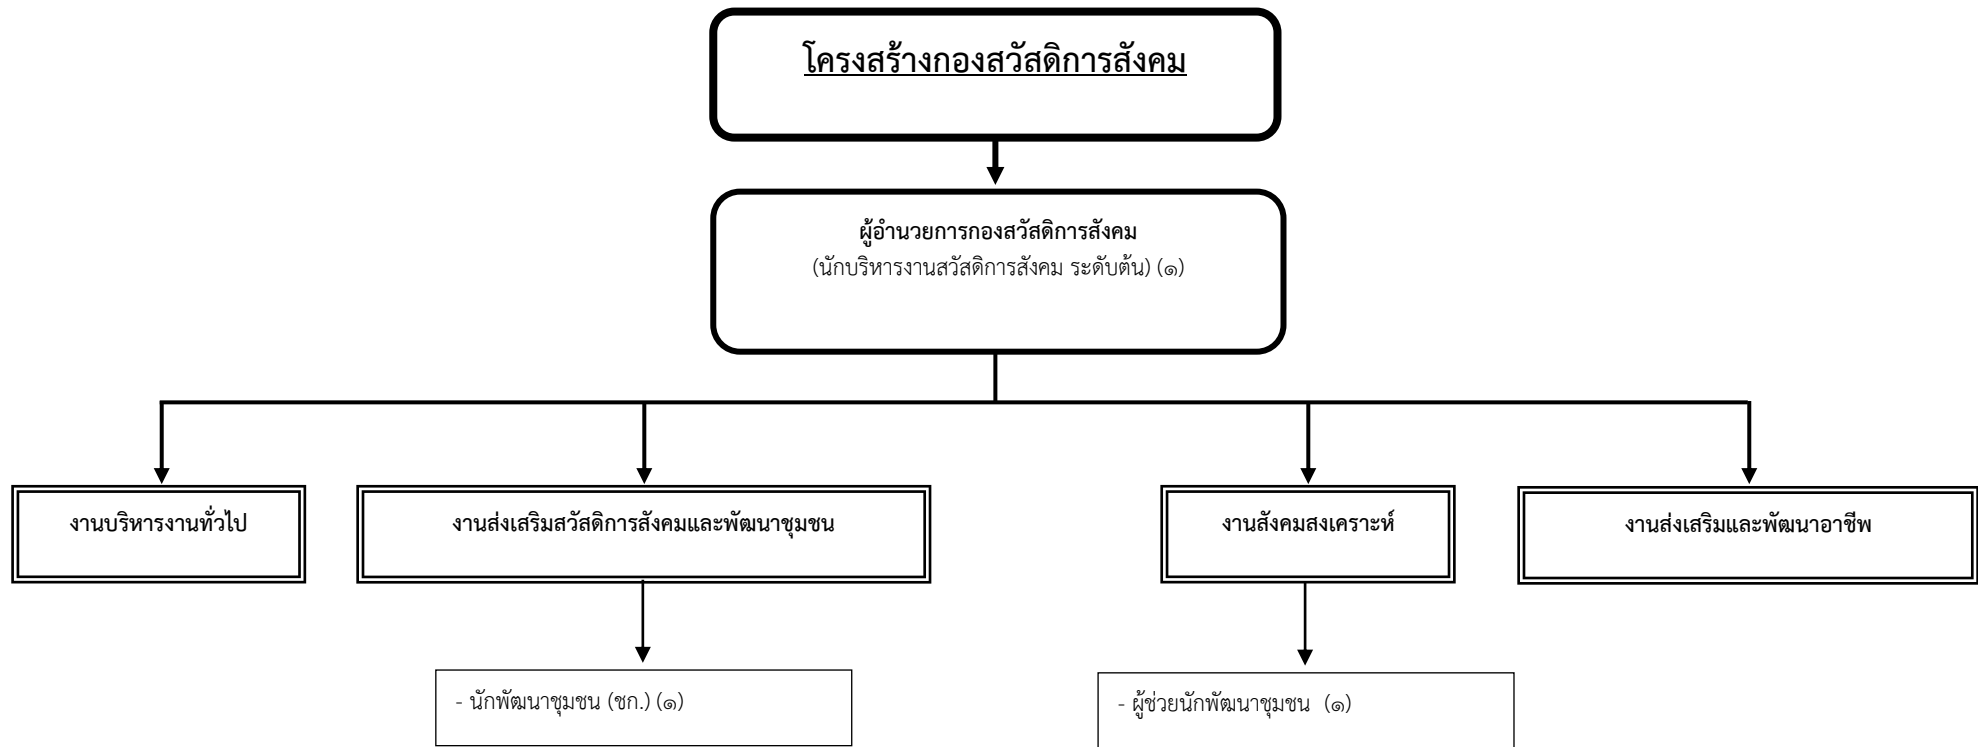 โครงสร้างกองสวัสดิการสังคม
ผู้อำนวยการกองสวัสดิการสังคม
(นักบริหารงานสวัสดิการสังคม ระดับต้น) (๑)
งานบริหารงานทั่วไป
งานส่งเสริมสวัสดิการสังคมและพัฒนาชุมชน
งานสังคมสงเคราะห์
งานส่งเสริมและพัฒนาอาชีพ
- นักพัฒนาชุมชน (ชก.) (๑)
- ผู้ช่วยนักพัฒนาชุมชน (๑)